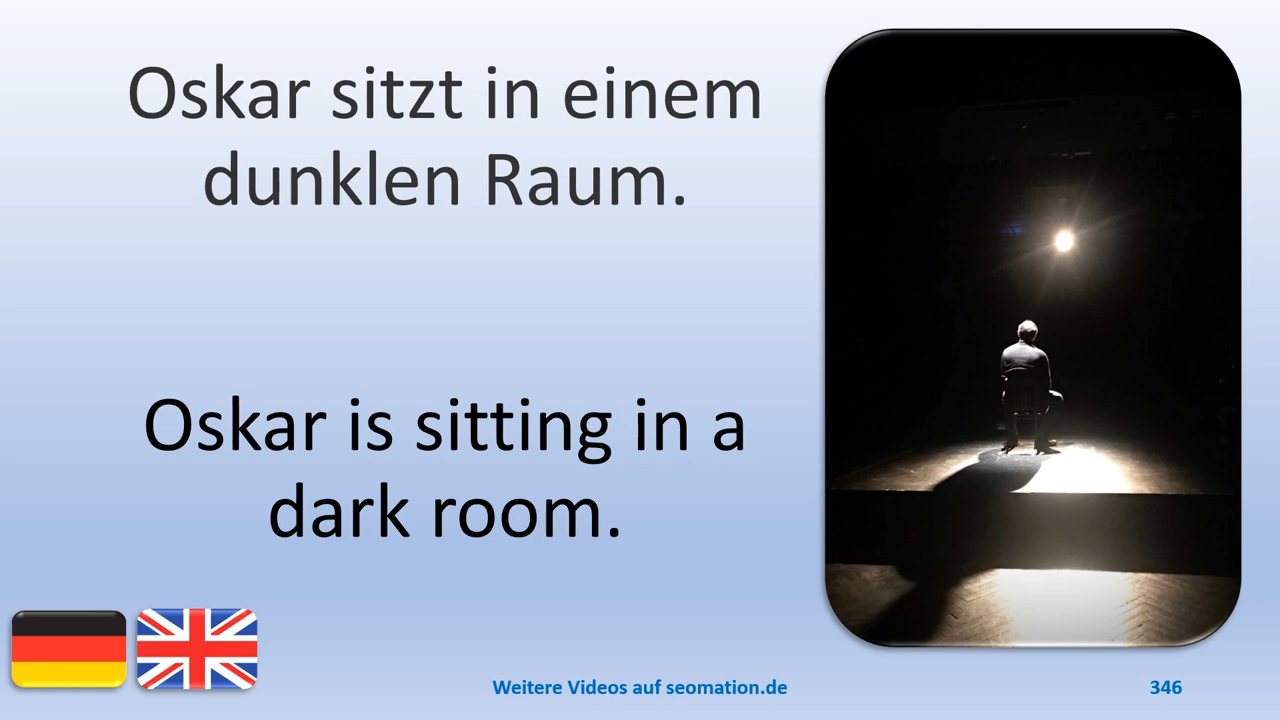 Oskar sitzt in einem
dunklen Raum.
Oskar is sitting in a
dark room.
Weitere Videos auf seomation.de
346